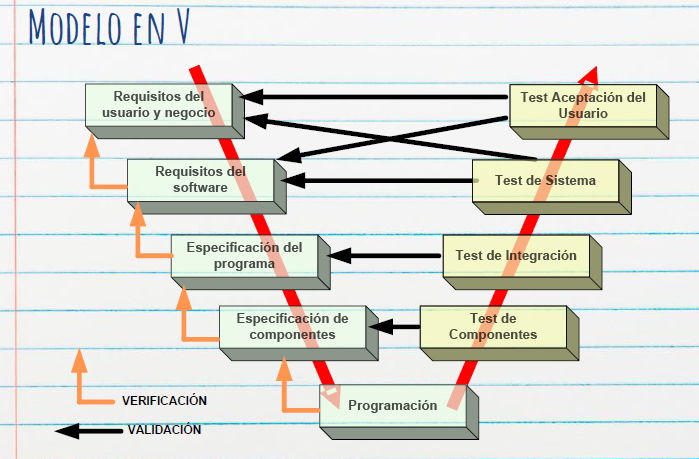 MODELO EN V
Requisitos del
usuario y negocio
Test Aceptación del
Usuario
Requisitos del
software
Test de Sistema
Especificación del
programa
Test de Integración
Especificación de
componentes
Test de
Componentes
Programación
VERIFICACIÓN
VALIDACIÓN